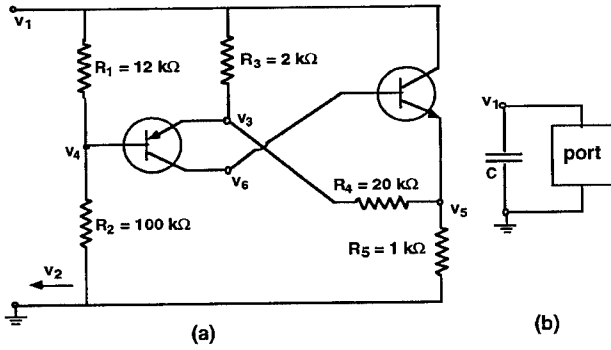 v1
R1 = 12 kΩ
R3 = 2 kΩ
v3
v4
v6
R4 = 20 kΩ
v5
R2 = 100 kΩ
R5 = 1 kΩ
v2
(a)
v1
C
port
(b)